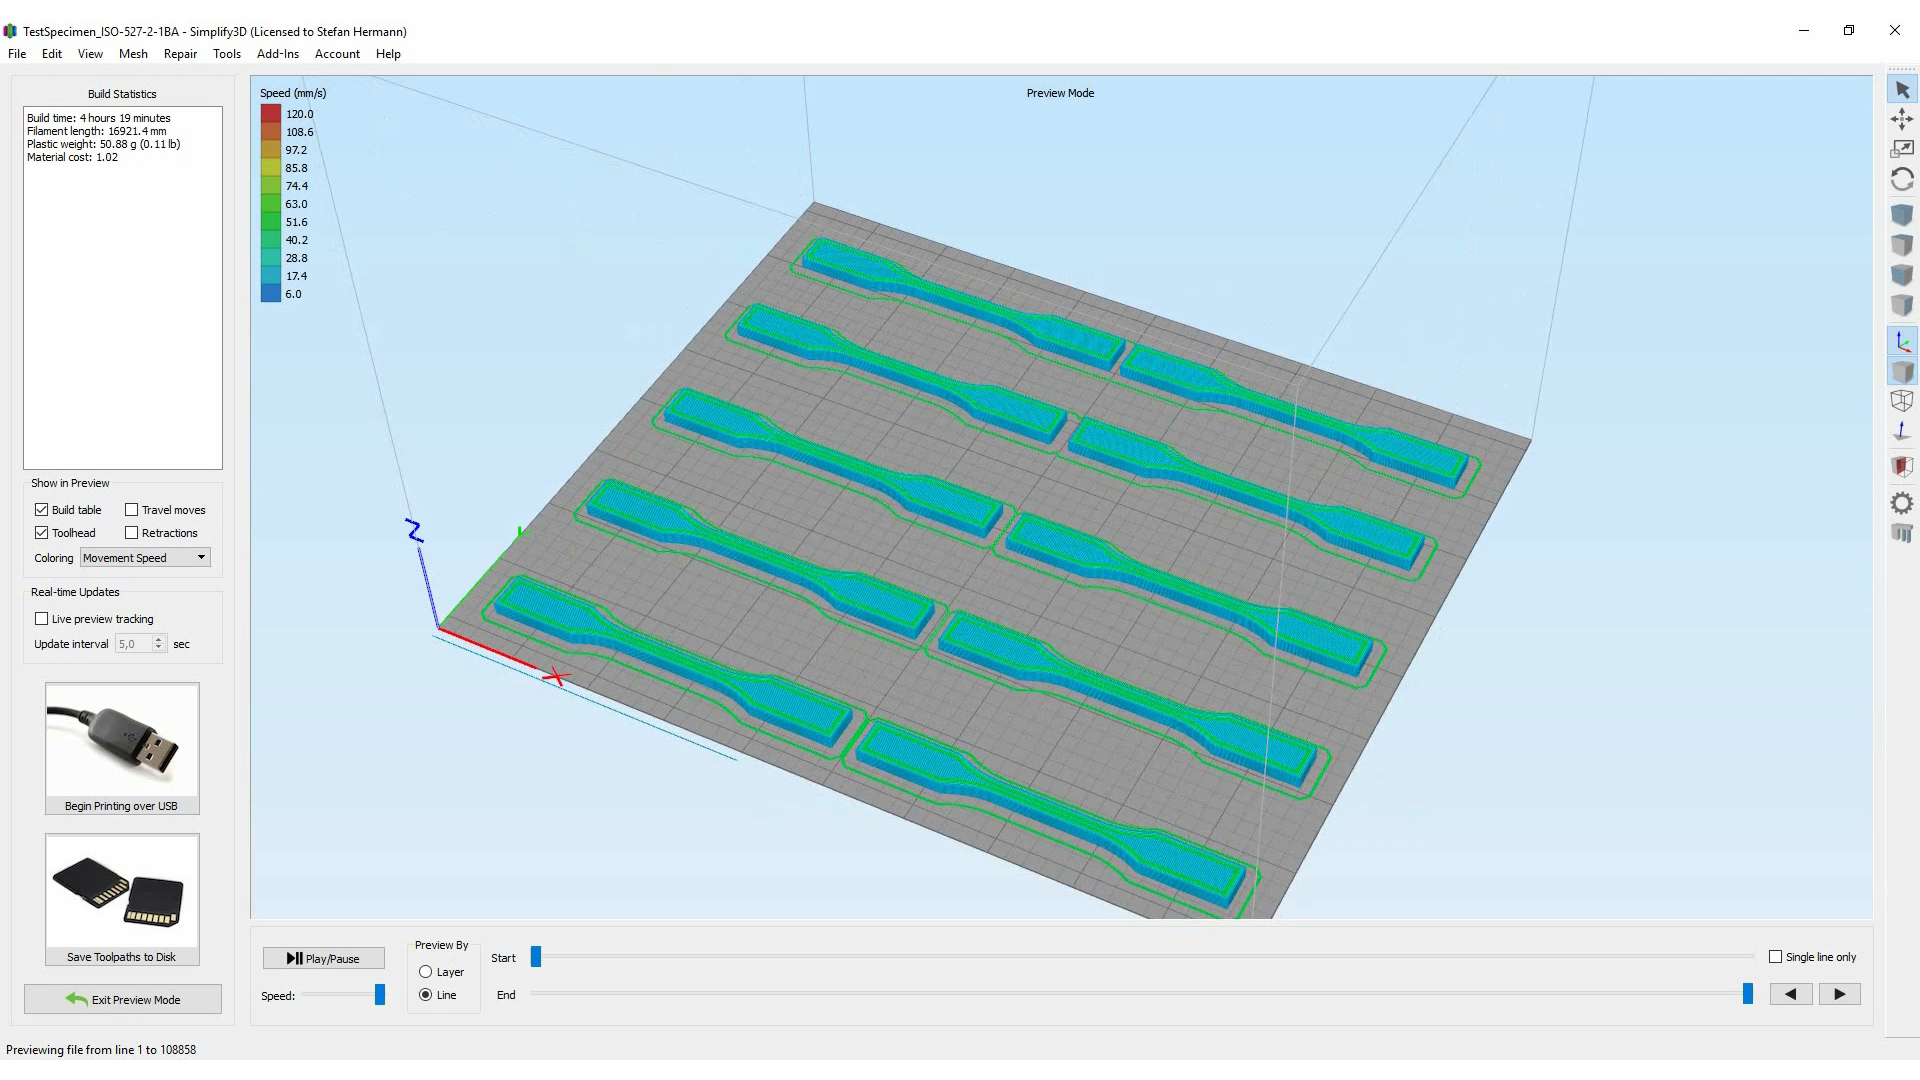 TestSpecimen_ISO-527-2-1BA - Simplify3D (Licensed to Stefan Hermann)
File Edit View Mesh Repair Tools Add-Ins Account Help
Build Statistics
Build time: 4 hours 19 minutes
Filament length: 16921.4 mm
Plastic weight: 50.88 g (0.11 lb)
Material cost: 1.02
Show in Preview
Build table Travel moves
Toolhead Retractions
Coloring Movement Speed
Real-time Updates
Live preview tracking
Update interval 5,0 sec
Begin Printing over USB
Save Toolpaths to Disk
Exit Preview Mode
Speed (mm/s)
120.0
108.6
97.2
85.8
74.4
63.0
51.6
40.2
28.8
17.4
6.0
Preview Mode
Z
X
Play/Pause
Speed:
Preview By
Layer
Line
Start
End
Single line only
Previewing file from line 1 to 108858